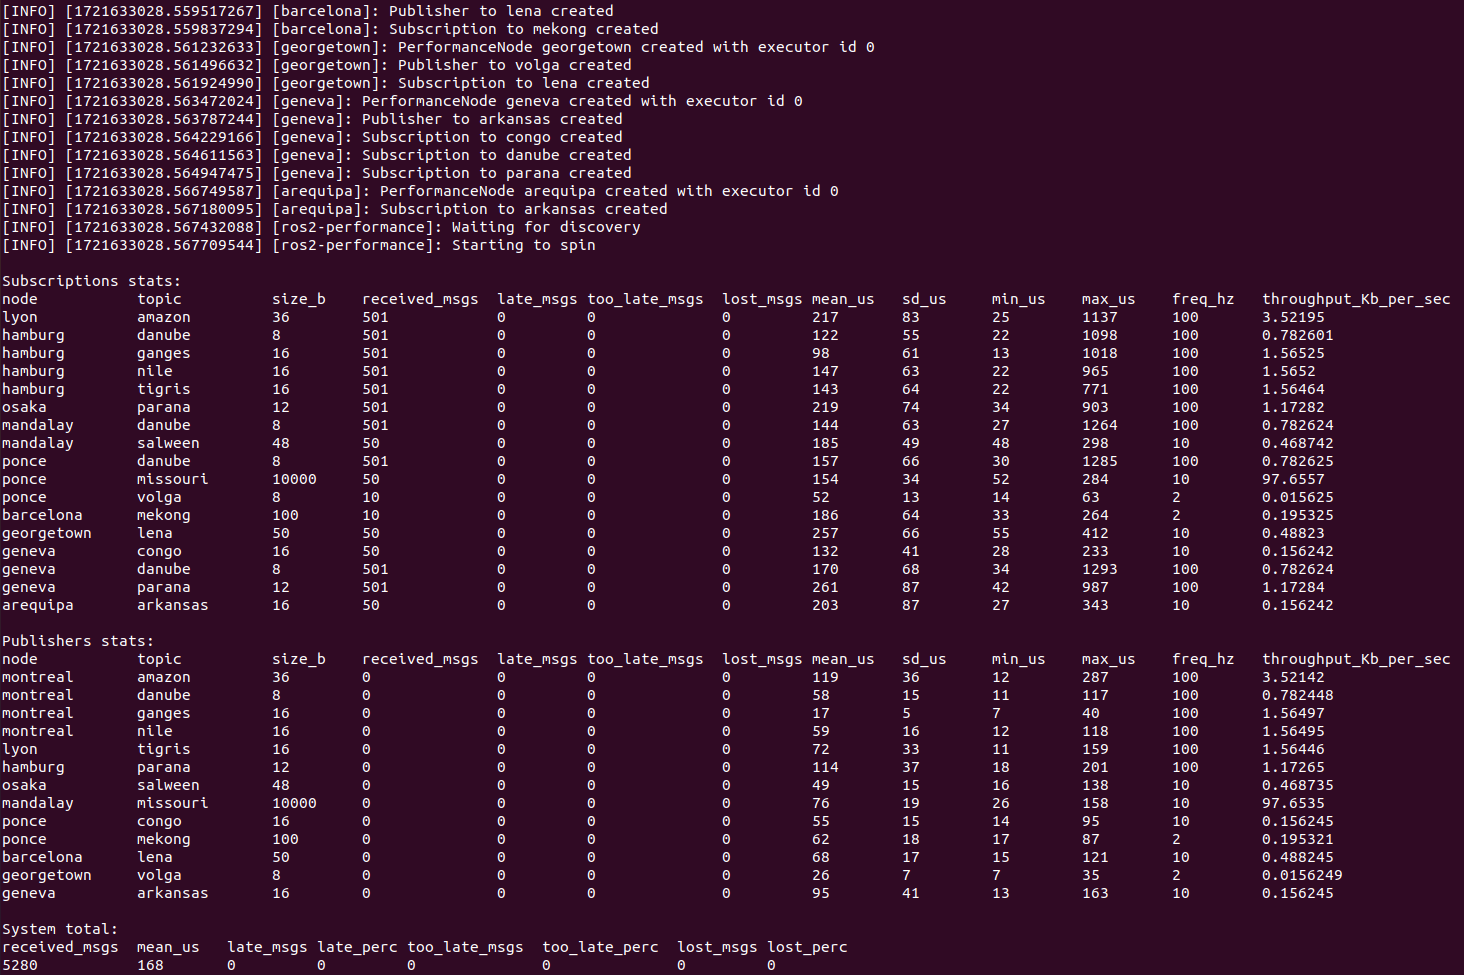 [INFO] [1721633028.559517267] [barcelona]: Publisher to lena created
[INFO] [1721633028.559837294] [barcelona]: Subscription to mekong created
[INFO] [1721633028.561232633] [georgetown]: PerformanceNode georgetown created with executor id 0
[INFO] [1721633028.561496632] [georgetown]: Publisher to volga created
[INFO] [1721633028.561924990] [georgetown]: Subscription to lena created
[INFO] [1721633028.563472024] [geneva]: PerformanceNode geneva created with executor id 0
[INFO] [1721633028.563787244] [geneva]: Publisher to arkansas created
[INFO] [1721633028.564229166] [geneva]: Subscription to congo created
[INFO] [1721633028.564611563] [geneva]: Subscription to danube created
[INFO] [1721633028.564947475] [geneva]: Subscription to parana created
[INFO] [1721633028.566749587] [arequipa]: PerformanceNode arequipa created with executor id 0
[INFO] [1721633028.567180095] [arequipa]: Subscription to arkansas created
[INFO] [1721633028.567432088] [ros2-performance]: Waiting for discovery
[INFO] [1721633028.567709544] [ros2-performance]: Starting to spin
Subscriptions stats:
node topic size_b received_msgs late_msgs too_late_msgs lost_msgs mean_us sd_us min_us max_us freq_hz throughput_Kb_per_sec
lyon amazon 36 501 0 0 0 217 83 25 1137 100 3.52195
hamburg danube 8 501 0 0 0 122 55 22 1098 100 0.782601
hamburg ganges 16 501 0 0 0 98 61 13 1018 100 1.56525
hamburg nile 16 501 0 0 0 147 63 22 965 100 1.5652
hamburg tigris 16 501 0 0 0 143 64 22 771 100 1.56464
osaka parana 12 501 0 0 0 219 74 34 903 100 1.17282
mandalay danube 8 501 0 0 0 144 63 27 1264 100 0.782624
mandalay salween 48 50 0 0 0 185 49 48 298 10 0.468742
ponce danube 8 501 0 0 0 157 66 30 1285 100 0.782625
ponce missouri 10000 50 0 0 0 154 34 52 284 10 97.6557
ponce volga 8 10 0 0 0 52 13 14 63 2 0.015625
barcelona mekong 100 10 0 0 0 186 64 33 264 2 0.195325
georgetown lena 50 50 0 0 0 257 66 55 412 10 0.48823
geneva congo 16 50 0 0 0 132 41 28 233 10 0.156242
geneva danube 8 501 0 0 0 170 68 34 1293 100 0.782624
geneva parana 12 501 0 0 0 261 87 42 987 100 1.17284
arequipa arkansas 16 50 0 0 0 203 87 27 343 10 0.156242
Publishers stats:
node topic size_b received_msgs late_msgs too_late_msgs lost_msgs mean_us sd_us min_us max_us freq_hz throughput_Kb_per_sec
montreal amazon 36 0 0 0 0 119 36 12 287 100 3.52142
montreal danube 8 0 0 0 0 58 15 11 117 100 0.782448
montreal ganges 16 0 0 0 0 17 5 7 40 100 1.56497
montreal nile 16 0 0 0 0 59 16 12 118 100 1.56495
lyon tigris 16 0 0 0 0 72 33 11 159 100 1.56446
hamburg parana 12 0 0 0 0 114 37 18 201 100 1.17265
osaka salween 48 0 0 0 0 49 15 16 138 10 0.468735
mandalay missouri 10000 0 0 0 0 76 19 26 158 10 97.6535
ponce congo 16 0 0 0 0 55 15 14 95 10 0.156245
ponce mekong 100 0 0 0 0 62 18 17 87 2 0.195321
barcelona lena 50 0 0 0 0 68 17 15 121 10 0.488245
georgetown volga 8 0 0 0 0 26 7 7 35 2 0.0156249
geneva arkansas 16 0 0 0 0 95 41 13 163 10 0.156245
System total:
received_msgs mean_us late_msgs late_perc too_late_msgs too_late_perc lost_msgs lost_perc
5280 168 0 0 0 0 0 0